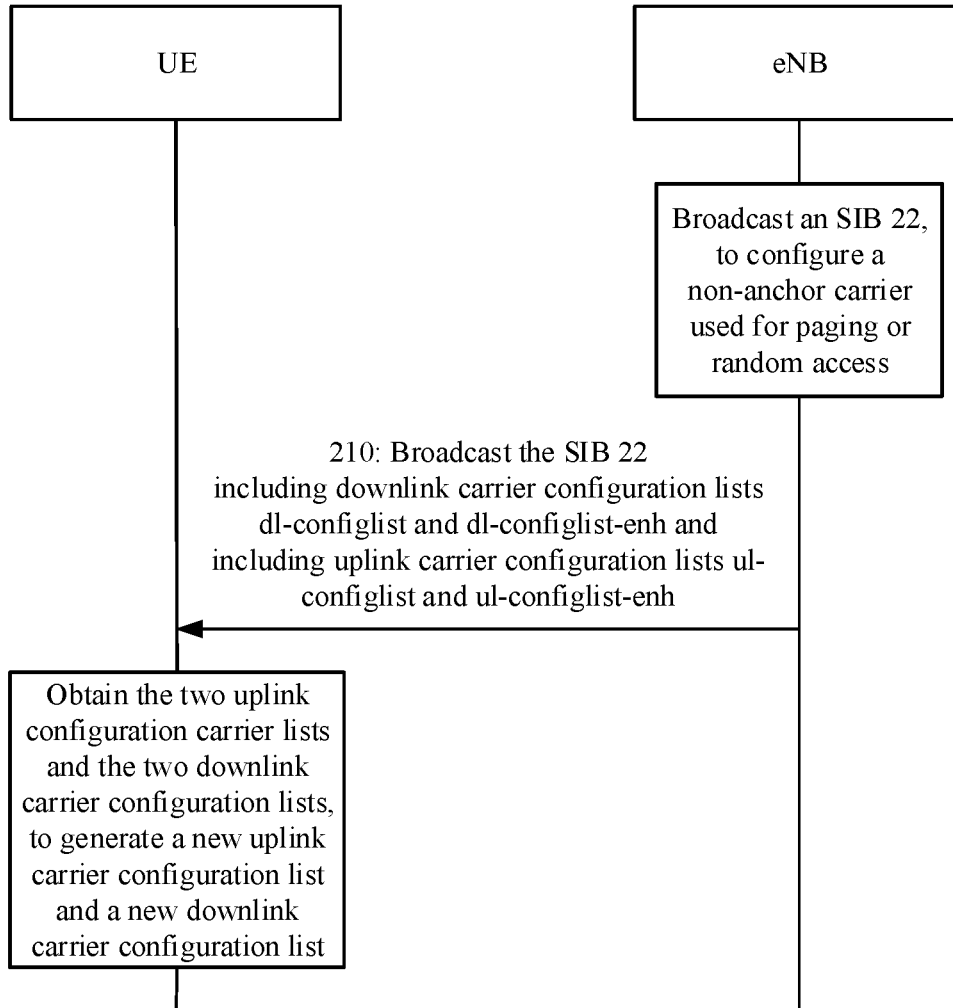 UE
eNB
Broadcast an SIB 22,
to configure a
non-anchor carrier
used for paging or
random access
210: Broadcast the SIB 22
including downlink carrier configuration lists
dl-configlist and dl-configlist-enh and
including uplink carrier configuration lists ul-
configlist and ul-configlist-enh
Obtain the two uplink
configuration carrier lists
and the two downlink
carrier configuration lists,
to generate a new uplink
carrier configuration list
and a new downlink
carrier configuration list